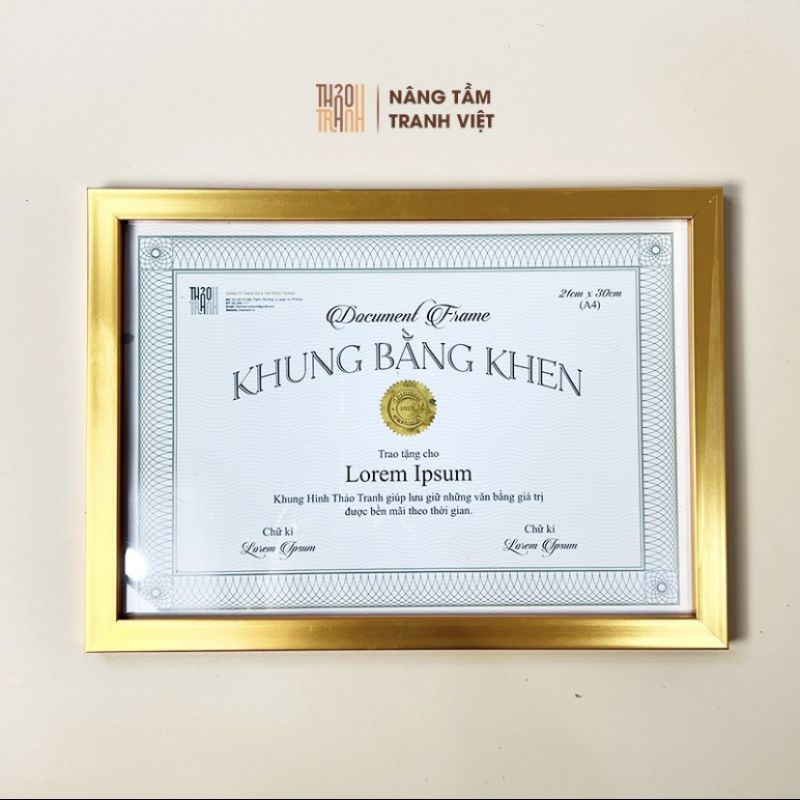 THẢO TRANH
NÂNG TẦM
TRANH VIỆT
THẢO TRANH
21cm x 30cm
(A4)
Document Frame
KHUNG BẰNG KHEN
Trao tặng cho
Lorem Ipsum
Khung Hình Thảo Tranh giúp lưu giữ những văn bằng giá trị
được bền mãi theo thời gian.
Chữ kí
Chữ kí
Lorem Ipsum
Lorem Ipsum